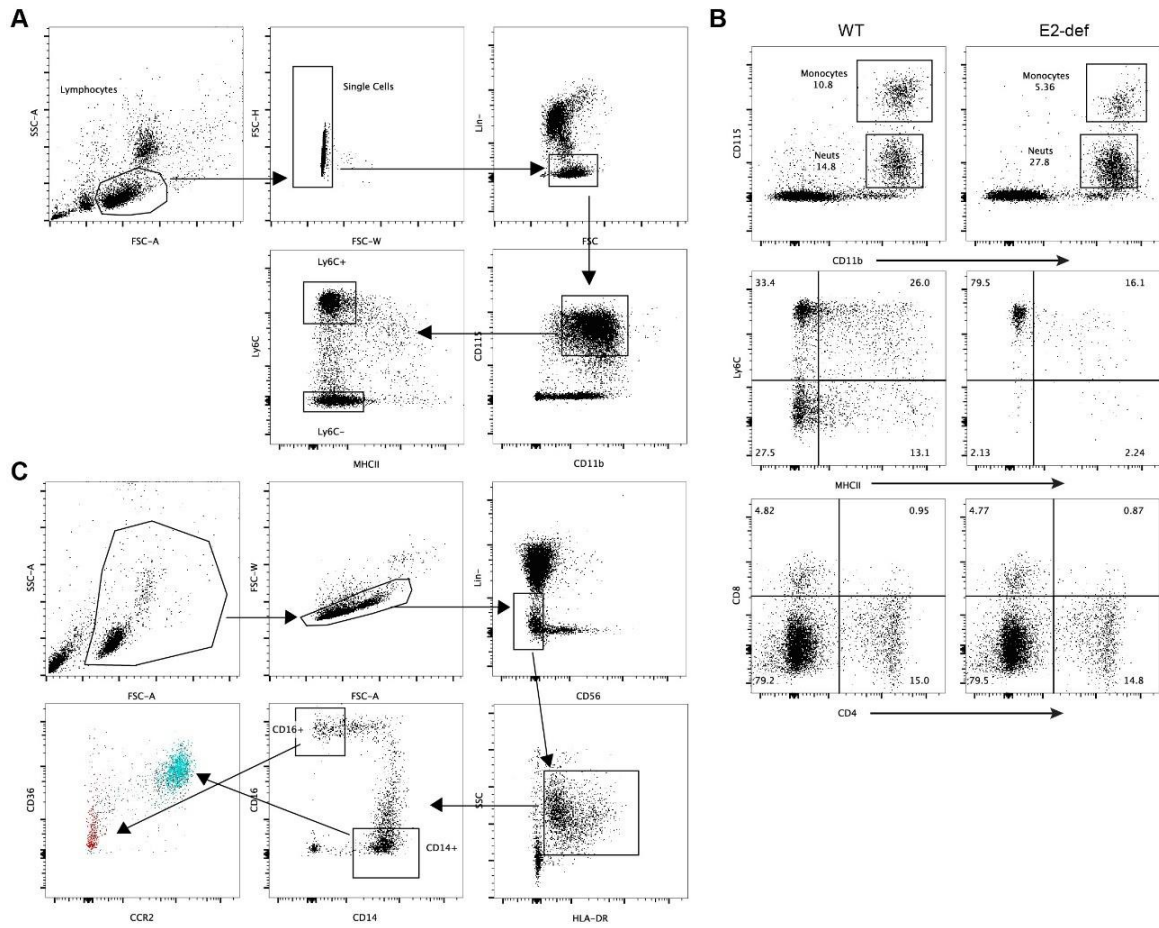 A
SSC-A
Lymphocytes
FSC-A
FSC-H
Single Cells
FSC-W
Lin-
FSC
Ly6C+
Ly6C
Ly6C-
MHCII
CD115
CD11b
B
WT
E2-def
CD115
Monocytes
10.8
Neuts
14.8
Monocytes
5.36
Neuts
27.8
CD11b
Ly6C
33.4
26.0
27.5
13.1
79.5
16.1
2.13
2.24
MHCII
CD8
4.82
0.95
79.2
15.0
4.77
0.87
79.5
14.8
CD4
C
SSC-A
FSC-A
FSC-W
FSC-A
Lin-
CD56
CD36
CCR2
CD16+
CD16
CD14+
CD14
SSC
HLA-DR